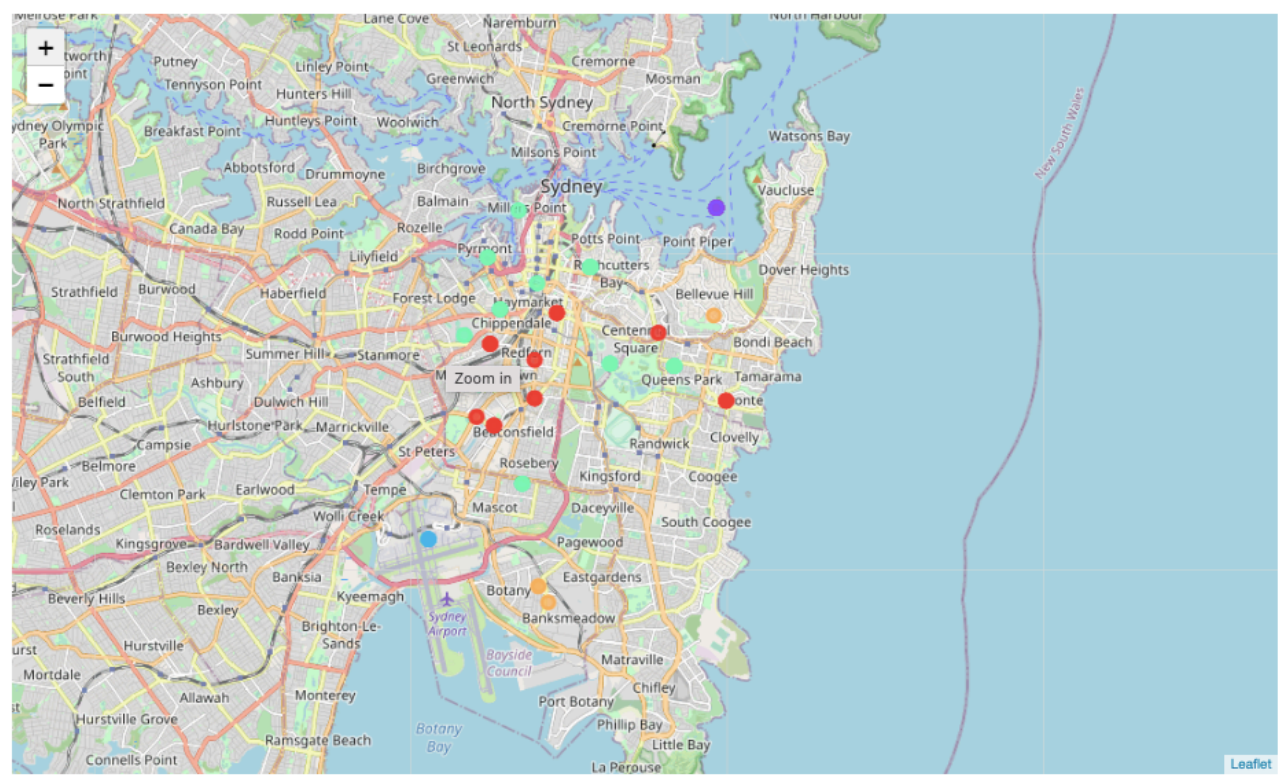 Melrose Park
Lane Cove
Naremburn
North Harbour
+
−
St Leonards
Putney
Linley Point
Greenwich
Cremorne
Mosman
Tennyson Point
Hunters Hill
North Sydney
Huntleys Point
Woolwich
Cremorne Point
Breakfast Point
Watsons Bay
Park
Milsons Point
Abbotsford
Drummoyne
Birchgrove
Sydney
Vaucluse
North Strathfield
Russell Lea
Balmain
Canada Bay
Rodd Point
Rozelle
Potts Point
Point Piper
Lilyfield
Pyrmont
Bay
Dover Heights
Strathfield
Burwood
Haberfield
Forest Lodge
Haymarket
Bellevue Hill
Burwood Heights
Chippendale
Square
Bondi Beach
Strathfield
South
Summer Hill
Stanmore
Redfern
Ashbury
Zoom in
Queens Park
Tamarama
Belfield
Dulwich Hill
Hurlstone Park
Marrickville
Beaconsfield
Clovelly
Campsie
St Peters
Randwick
Belmore
Rosebery
Kingsford
Coogee
Clemton Park
Earlwood
Tempe
Mascot
Daceyville
Roselands
Wolli Creek
South Coogee
Kingsgrove
Bardwell Valley
Pagewood
Bexley North
Banksia
Eastgardens
Beverly Hills
Kyeemagh
Botany
Bexley
Sydney
Airport
Banksmeadow
Brighton-Le-
Sands
Hurstville
Bayside
Council
Matraville
Mortdale
Allawah
Monterey
Chifley
Port Botany
Hurstville Grove
Phillip Bay
Botany
Bay
Ramsgate Beach
Little Bay
Connells Point
La Perouse
New South Wales
Leaflet